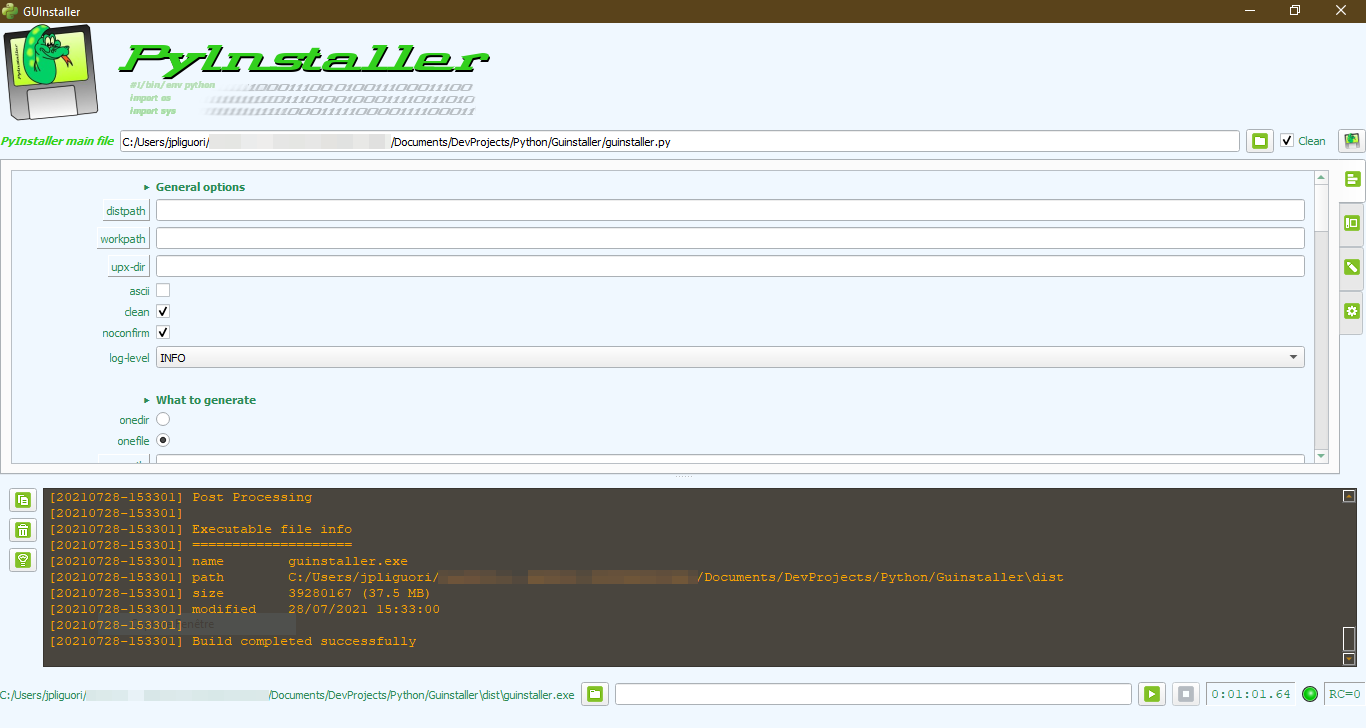 GUInstaller
PyInstaller
#!/bin/env python
import os
import sys
PyInstaller main file C:/Users/jpliguori/ /Documents/DevProjects/Python/Guinstaller/guinstaller.py Clean
General options
distpath
workpath
upx-dir
ascii
clean
noconfirm
log-level INFO
What to generate
onedir
onefile
[20210728-153301] Post Processing
[20210728-153301]
[20210728-153301] Executable file info
[20210728-153301] ====================
[20210728-153301] name guinstaller.exe
[20210728-153301] path C:/Users/jpliguori/ /Documents/DevProjects/Python/Guinstaller\dist
[20210728-153301] size 39280167 (37.5 MB)
[20210728-153301] modified 28/07/2021 15:33:00
[20210728-153301]
[20210728-153301] Build completed successfully
C:/Users/jpliguori/ /Documents/DevProjects/Python/Guinstaller\dist\guinstaller.exe 0:01:01.64 RC=0